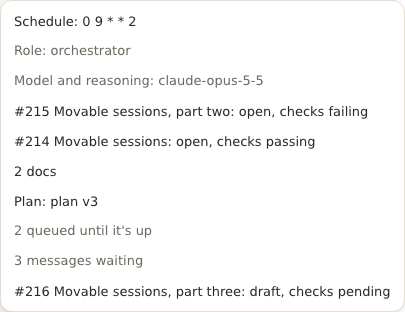 Schedule: 0 9 * * 2
Role: orchestrator
Model and reasoning: claude-opus-5-5
#215 Movable sessions, part two: open, checks failing
#214 Movable sessions: open, checks passing
2 docs
Plan: plan v3
2 queued until it's up
3 messages waiting
#216 Movable sessions, part three: draft, checks pending